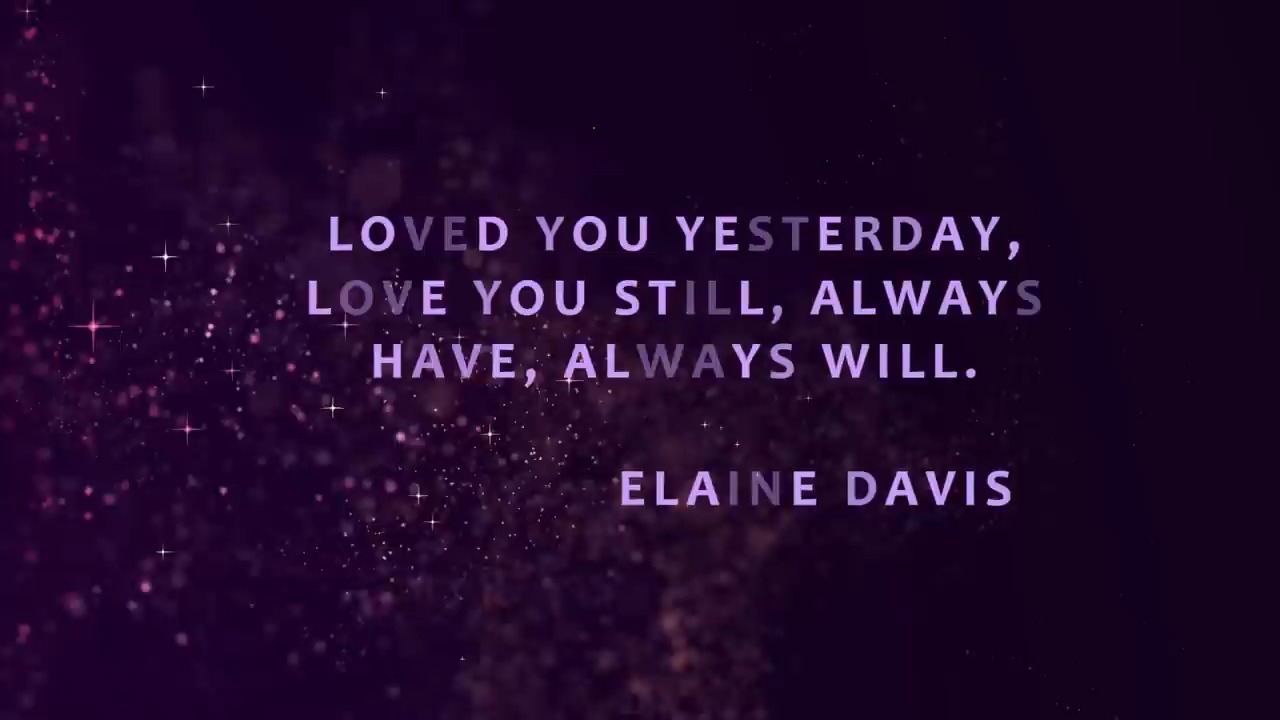 LOVED YOU YESTERDAY,
LOVE YOU STILL, ALWAYS
HAVE, ALWAYS WILL.
ELAINE DAVIS